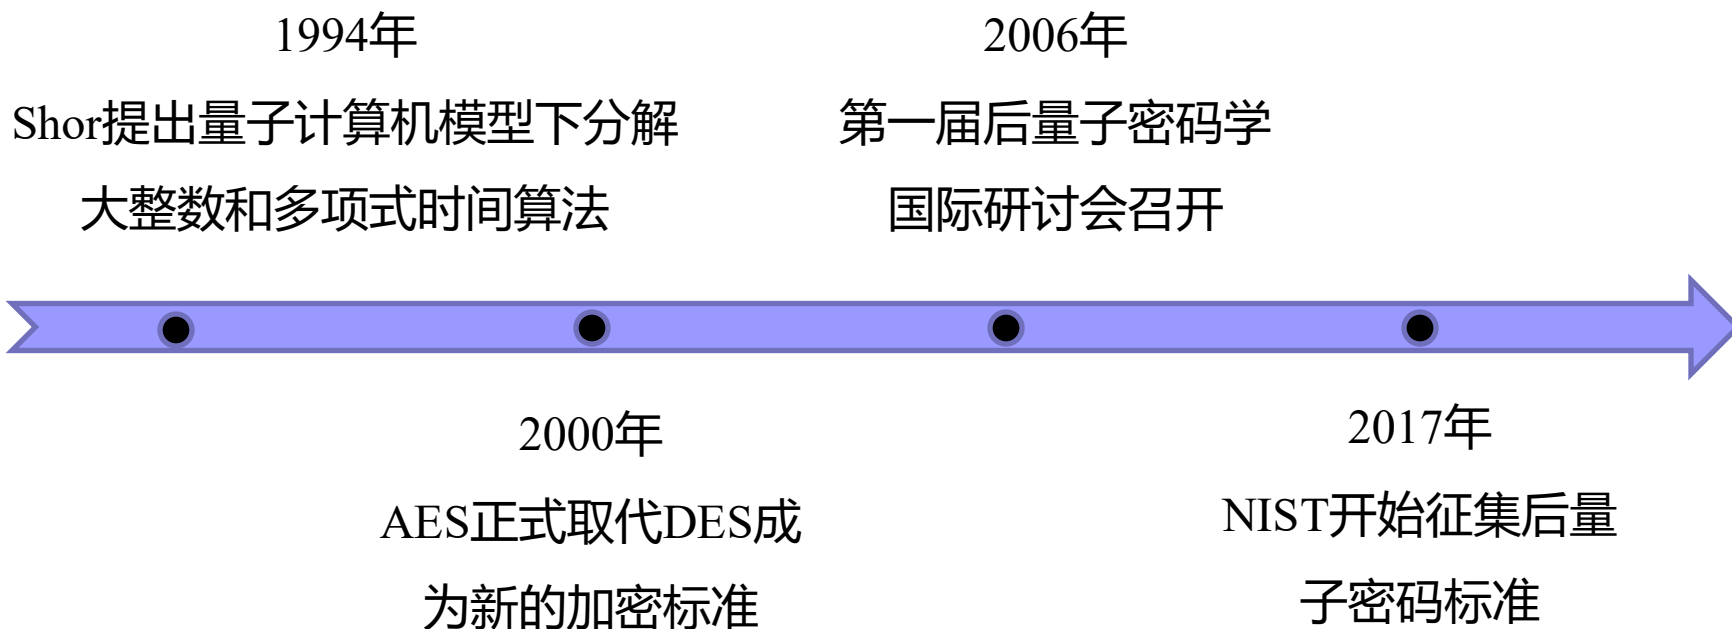 1994年
Shor提出量子计算机模型下分解
大整数和多项式时间算法
2006年
第一届后量子密码学
国际研讨会召开
2000年
AES正式取代DES成
为新的加密标准
2017年
NIST开始征集后量
子密码标准